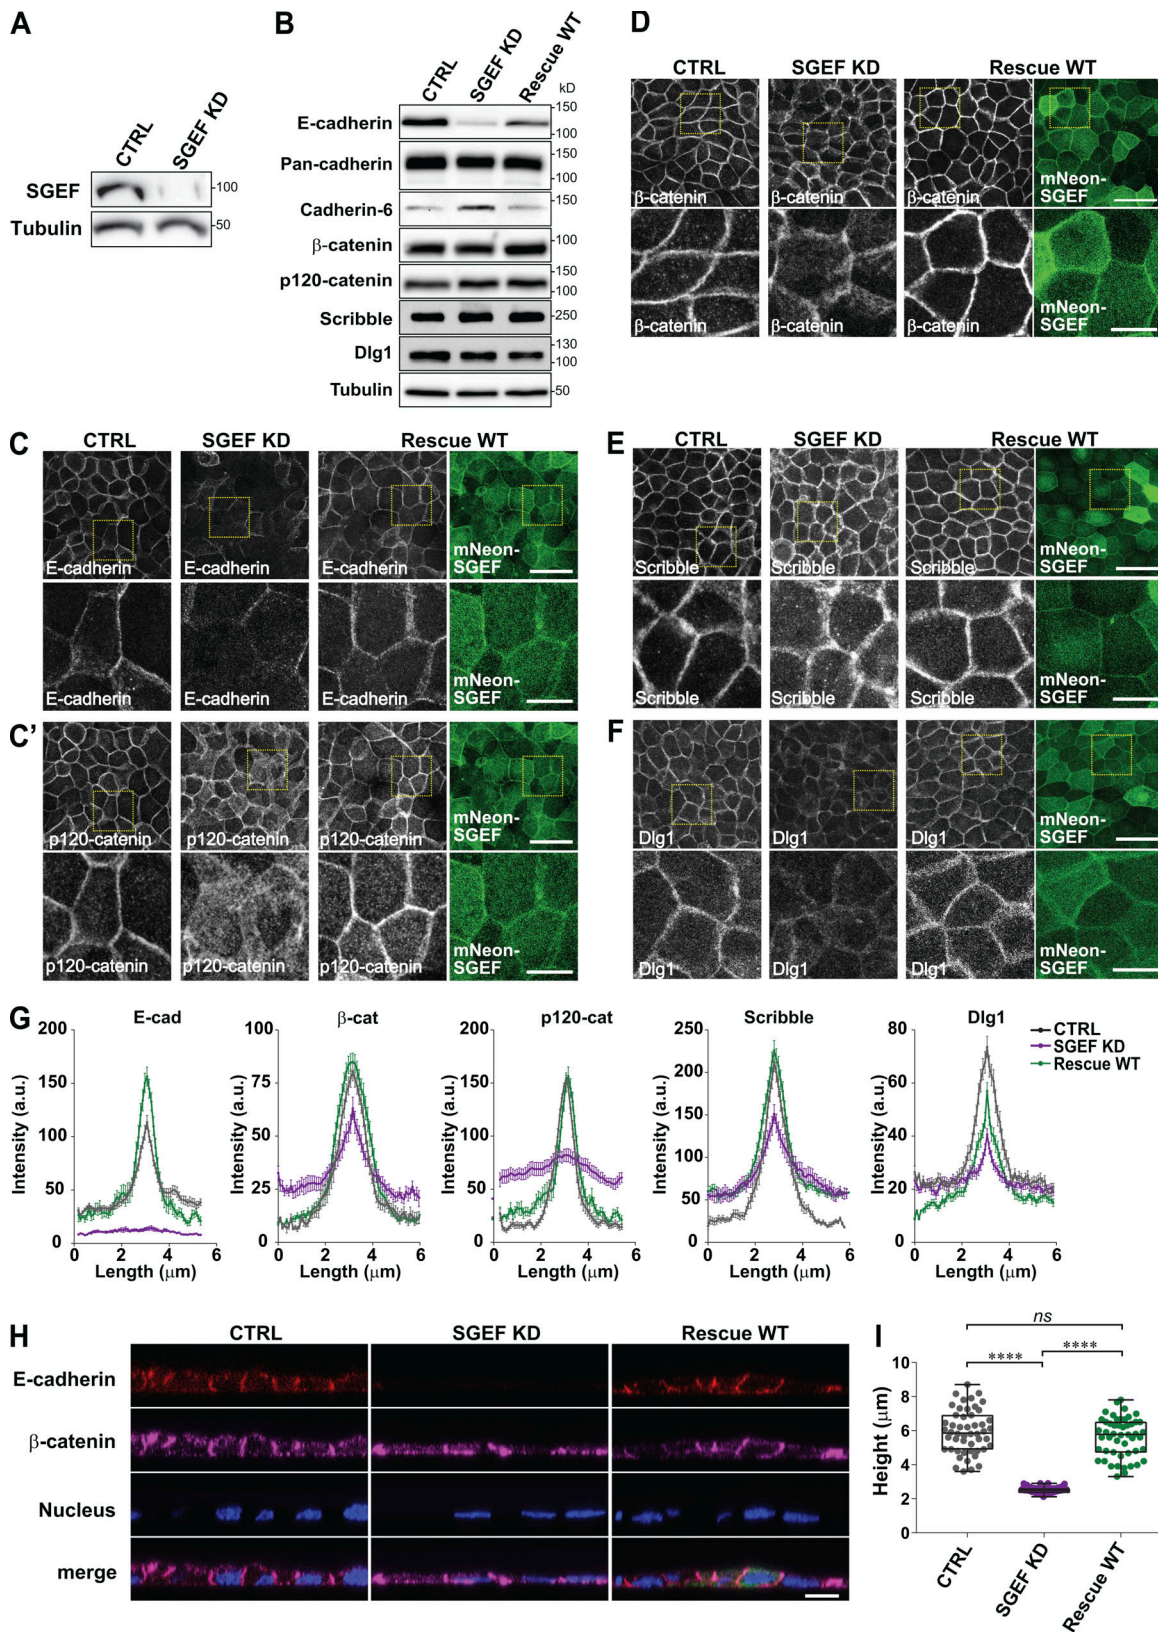 A
CTRL
SGEF KD
SGEF
100
Tubulin
50
B
CTRL
SGEF KD
Rescue WT
kD
E-cadherin
150
100
Pan-cadherin
150
100
Cadherin-6
150
β-catenin
100
p120-catenin
150
100
Scribble
250
Dlg1
130
100
Tubulin
50
D
CTRL SGEF KD Rescue WT
β-catenin β-catenin β-catenin mNeon-
SGEF
β-catenin β-catenin β-catenin mNeon-
SGEF
C
CTRL SGEF KD Rescue WT
E-cadherin E-cadherin E-cadherin mNeon-
SGEF
E-cadherin E-cadherin E-cadherin mNeon-
SGEF
C'
p120-catenin p120-catenin p120-catenin mNeon-
SGEF
p120-catenin p120-catenin p120-catenin mNeon-
SGEF
E
CTRL SGEF KD Rescue WT
Scribble Scribble Scribble mNeon-
SGEF
Scribble Scribble Scribble mNeon-
SGEF
F
Dlg1 Dlg1 Dlg1 mNeon-
SGEF
Dlg1 Dlg1 Dlg1 mNeon-
SGEF
G
E-cad
200
150
100
50
0
Intensity (a.u.)
0 2 4 6
Length (μm)
β-cat
100
75
50
25
0
Intensity (a.u.)
0 2 4 6
Length (μm)
p120-cat
200
150
100
50
0
Intensity (a.u.)
0 2 4 6
Length (μm)
Scribble
250
200
150
100
50
0
Intensity (a.u.)
0 2 4 6
Length (μm)
Dlg1
80
60
40
20
0
Intensity (a.u.)
0 2 4 6
Length (μm)
CTRL
SGEF KD
Rescue WT
H
CTRL SGEF KD Rescue WT
E-cadherin
β-catenin
Nucleus
merge
I
ns
**** ****
10
8
6
4
2
0
Height (μm)
CTRL
SGEF KD
Rescue WT